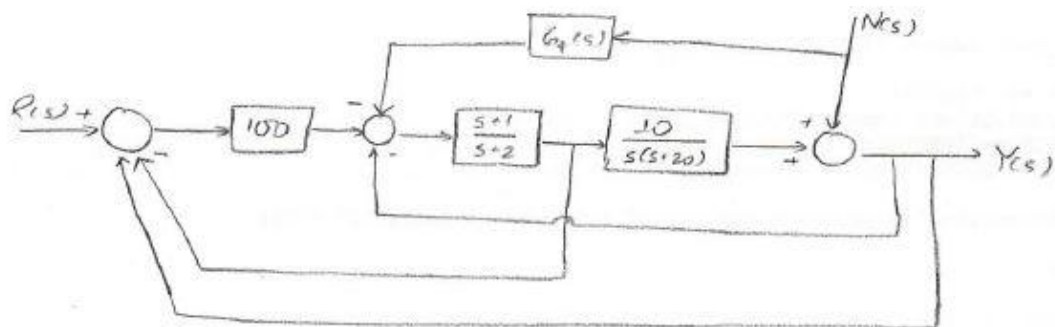 N(s)
G4(s)
R(s) +
-
100
-
-
s+1
s+2
10
s(s+20)
+
+
Y(s)